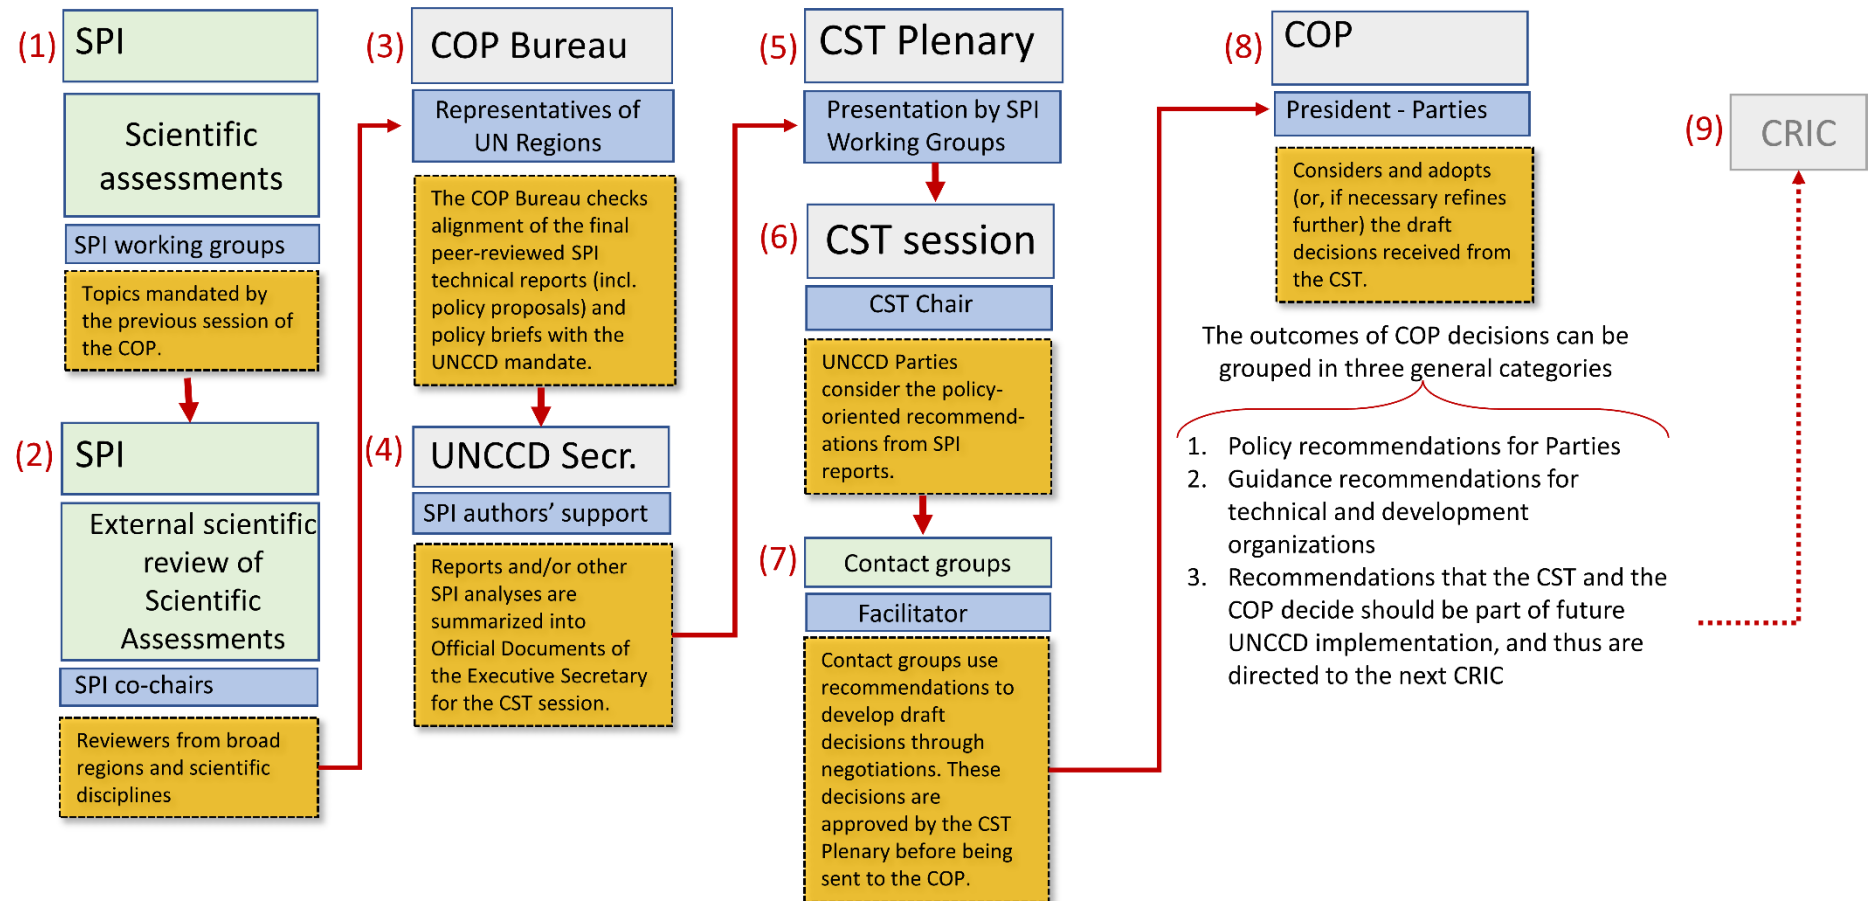 (1)
SPI
Scientific
assessments
SPI working groups
Topics mandated by
the previous session of
the COP.
(2)
SPI
External scientific
review of
Scientific
Assessments
SPI co-chairs
Reviewers from broad
regions and scientific
disciplines
(3)
COP Bureau
Representatives of
UN Regions
The COP Bureau checks
alignment of the final
peer-reviewed SPI
technical reports (incl.
policy proposals) and
policy briefs with the
UNCCD mandate.
(4)
UNCCD Secr.
SPI authors’ support
Reports and/or other
SPI analyses are
summarized into
Official Documents of
the Executive Secretary
for the CST session.
(5)
CST Plenary
Presentation by SPI
Working Groups
(6)
CST session
CST Chair
UNCCD Parties
consider the policy-
oriented recommend-
ations from SPI
reports.
(7)
Contact groups
Facilitator
Contact groups use
recommendations to
develop draft
decisions through
negotiations. These
decisions are
approved by the CST
Plenary before being
sent to the COP.
(8)
COP
President - Parties
Considers and adopts
(or, if necessary refines
further) the draft
decisions received from
the CST.
The outcomes of COP decisions can be
grouped in three general categories
1. Policy recommendations for Parties
2. Guidance recommendations for
technical and development
organizations
3. Recommendations that the CST and the
COP decide should be part of future
UNCCD implementation, and thus are
directed to the next CRIC
(9)
CRIC